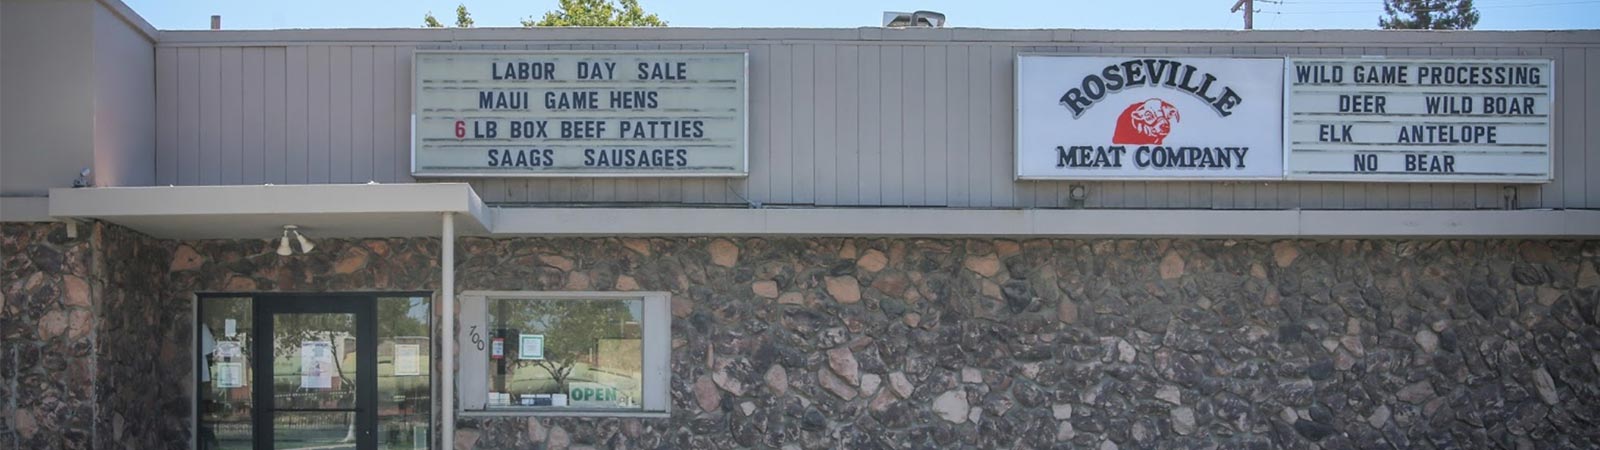 LABOR DAY SALE
MAUI GAME HENS
6 LB BOX BEEF PATTIES
SAAGS SAUSAGES
ROSEVILLE
MEAT COMPANY
WILD GAME PROCESSING
DEER WILD BOAR
ELK ANTELOPE
NO BEAR
700
OPEN